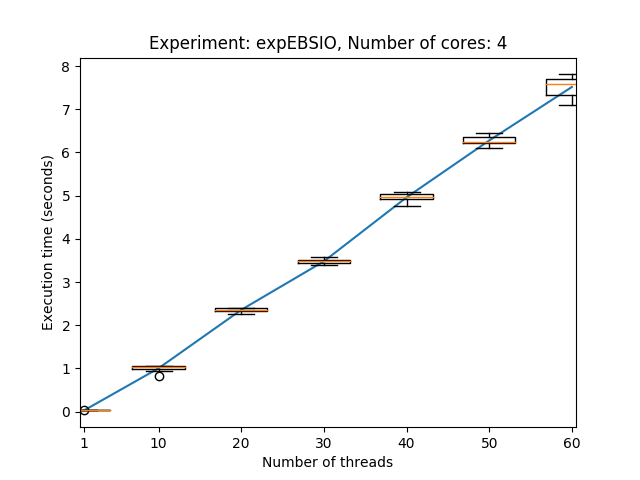 Experiment: expEBSIO, Number of cores: 4
8
7
6
5
4
3
2
1
0
Execution time (seconds)
1 10 20 30 40 50 60
Number of threads